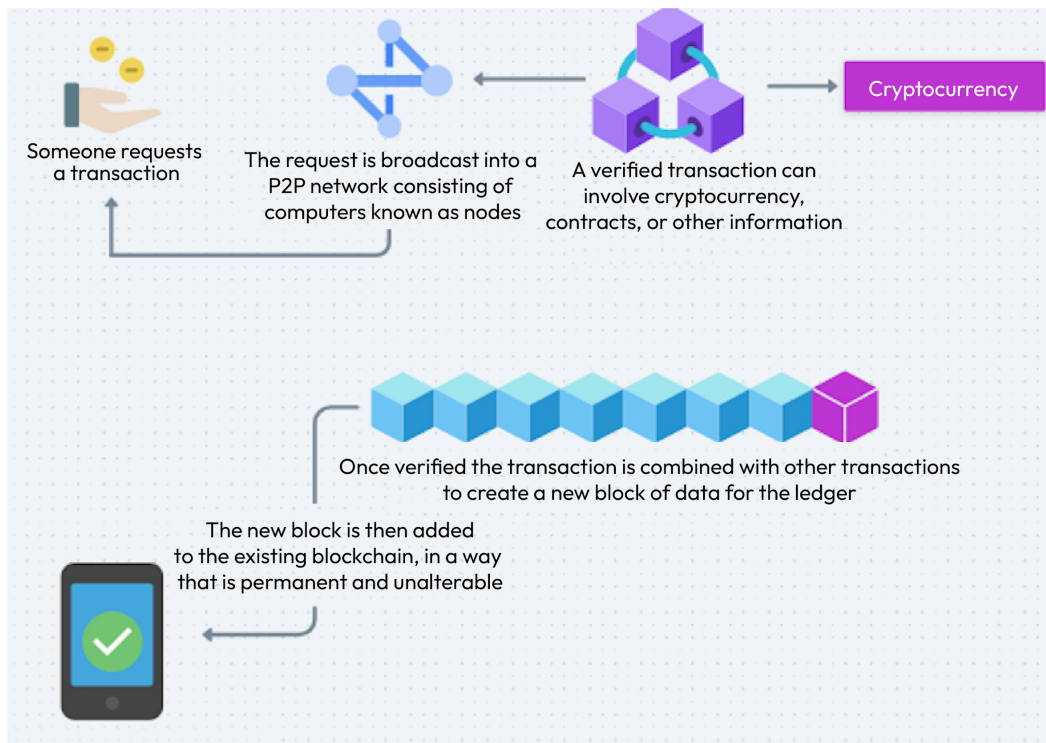 Someone requests
a transaction
The request is broadcast into a
P2P network consisting of
computers known as nodes
A verified transaction can
involve cryptocurrency,
contracts, or other information
Cryptocurrency
Once verified the transaction is combined with other transactions
to create a new block of data for the ledger
The new block is then added
to the existing blockchain, in a way
that is permanent and unalterable